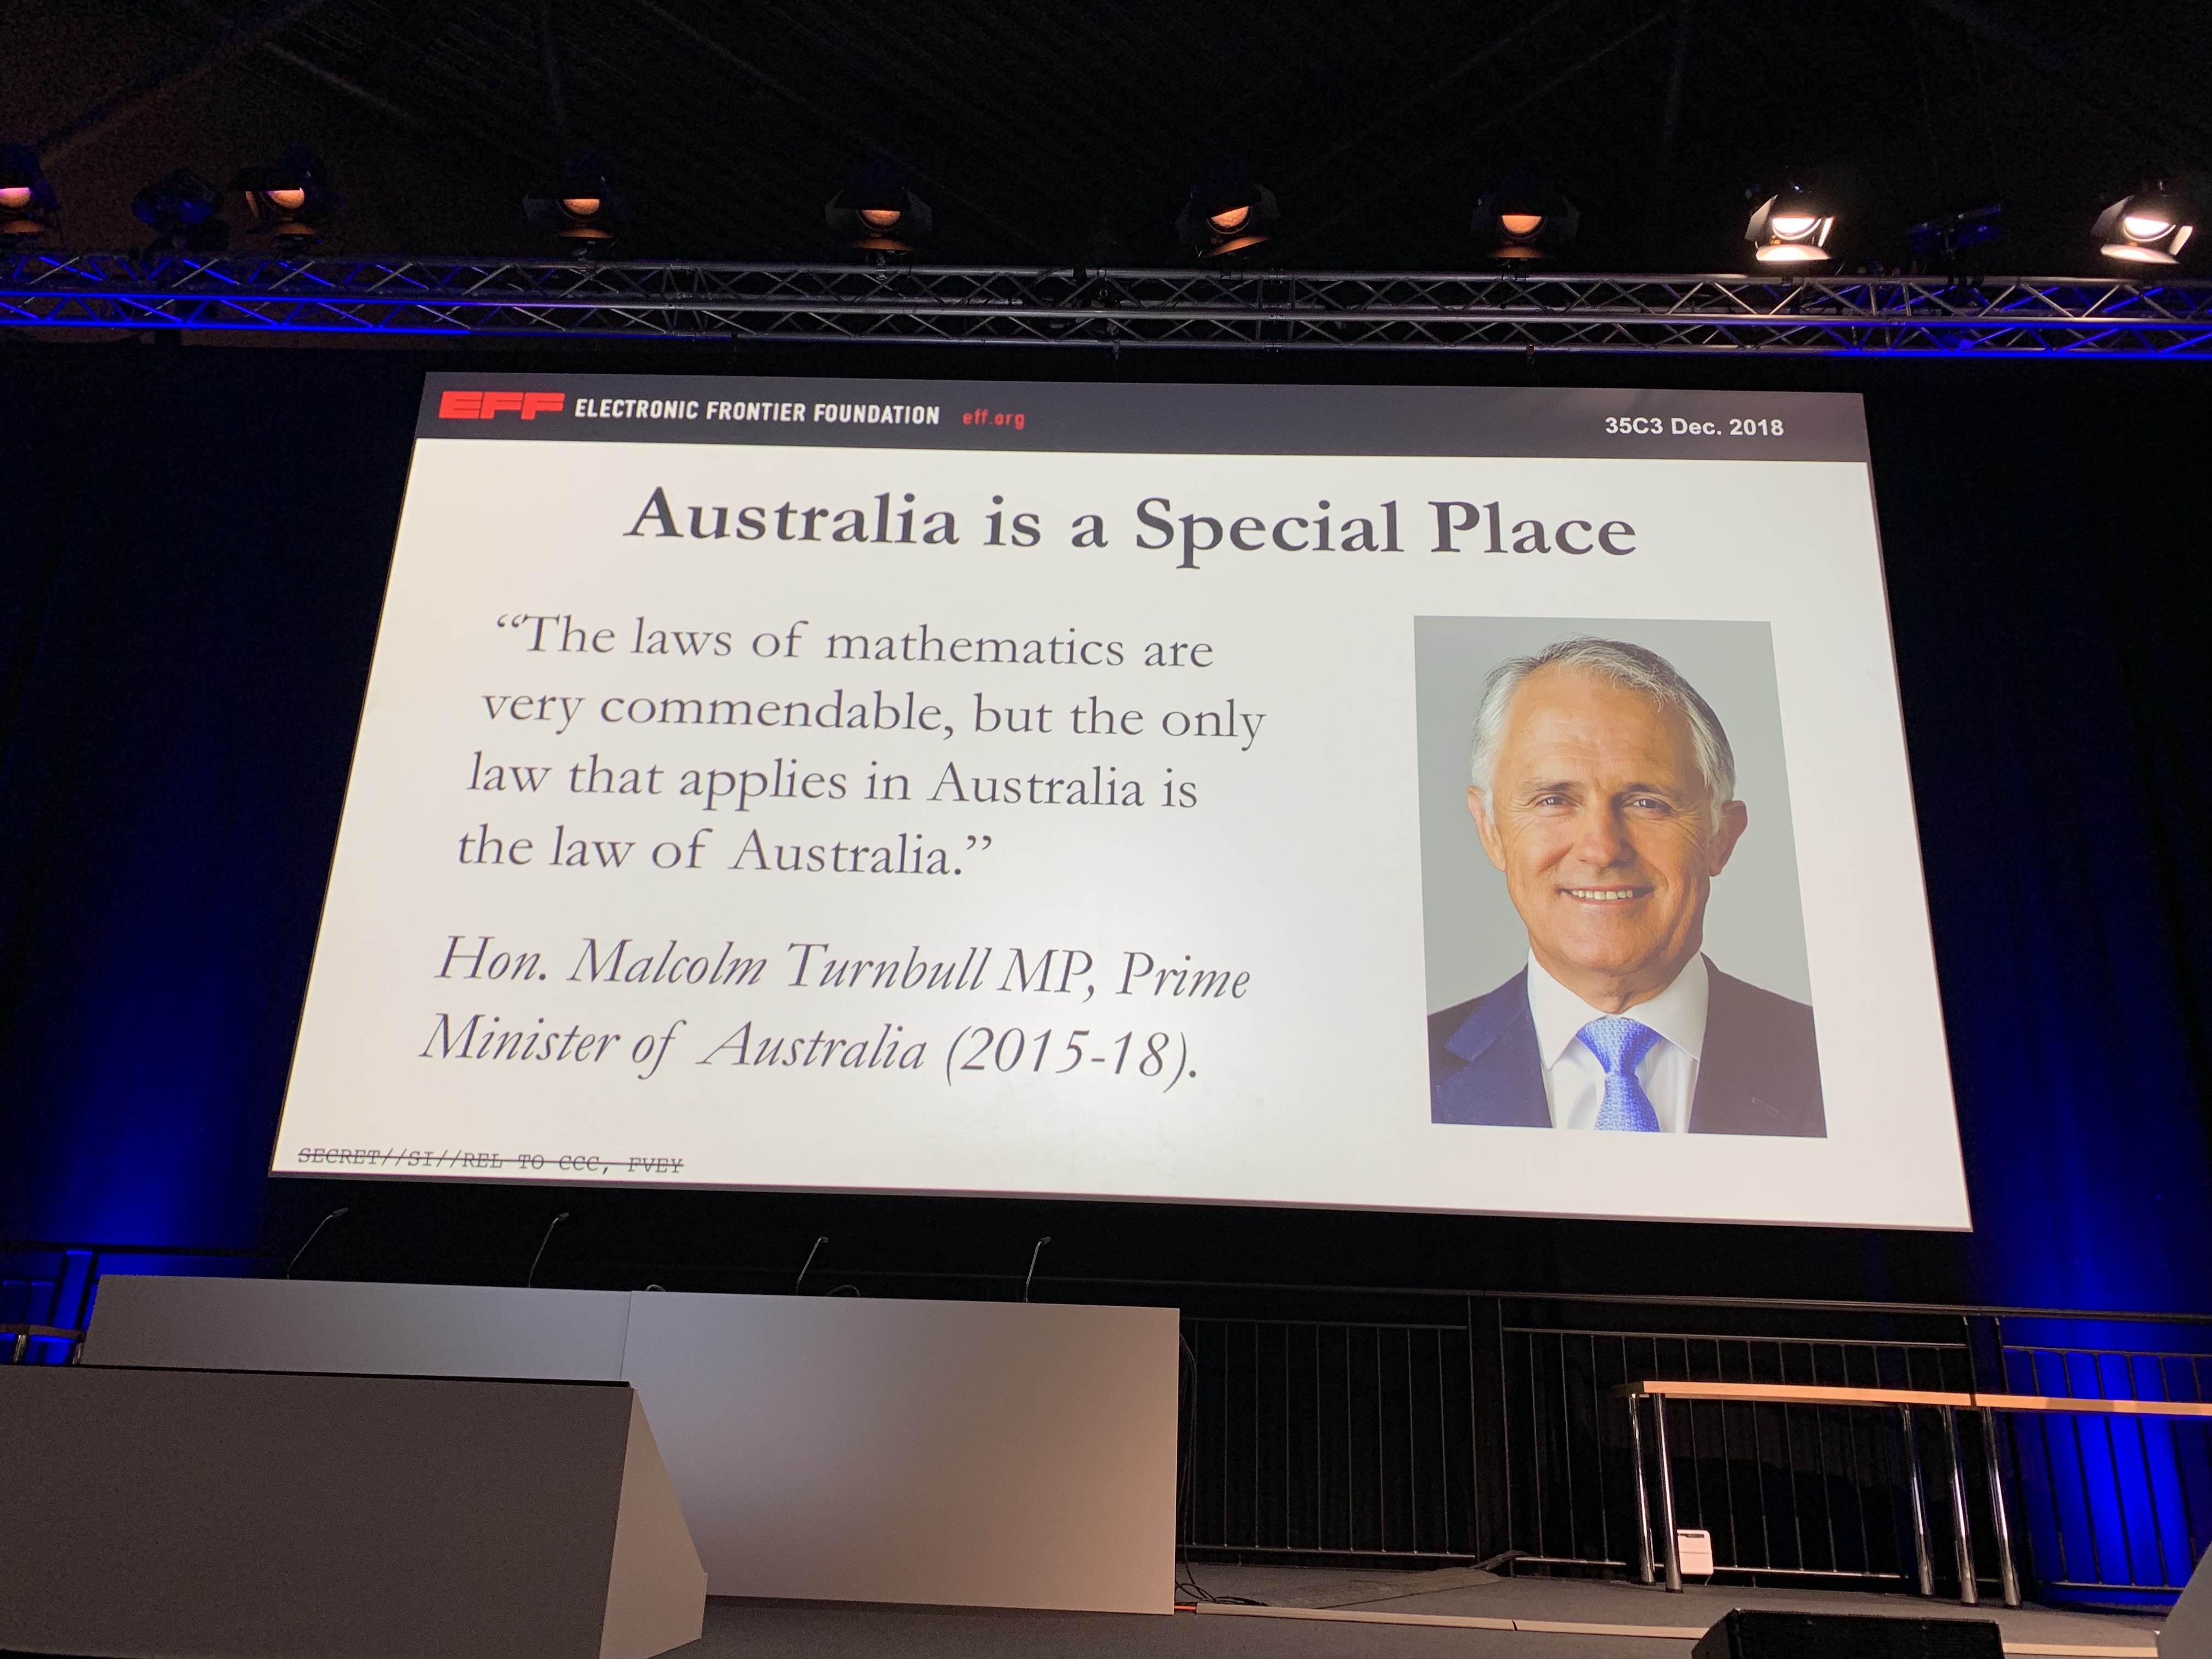 EFF ELECTRONIC FRONTIER FOUNDATION eff.org
35C3 Dec. 2018
Australia is a Special Place
“The laws of mathematics are
very commendable, but the only
law that applies in Australia is
the law of Australia.”
Hon. Malcolm Turnbull MP, Prime
Minister of Australia (2015-18).
SECRET//SI//REL TO CCC, FVEY